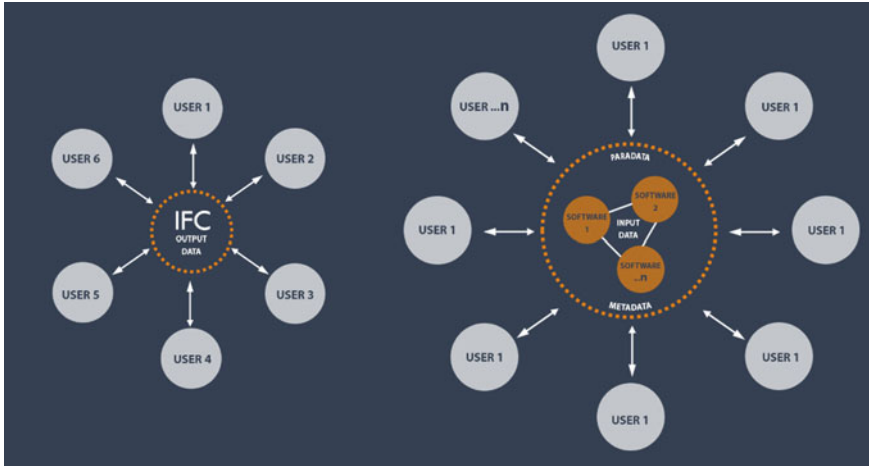 USER 1
USER 6
USER 2
IFC
OUTPUT
DATA
USER 5
USER 3
USER 4
USER 1
USER ...n
USER 1
PARADATA
SOFTWARE
2
SOFTWARE
1
INPUT
DATA
USER 1
USER 1
SOFTWARE
...n
METADATA
USER 1
USER 1
USER 1